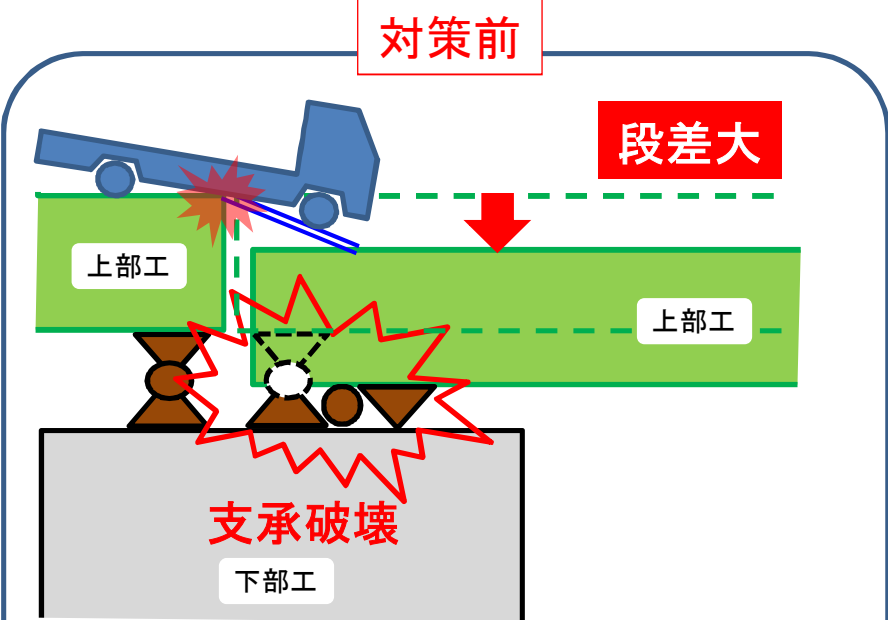 対策前
段差大
上部工
上部工
支承破壊
下部工